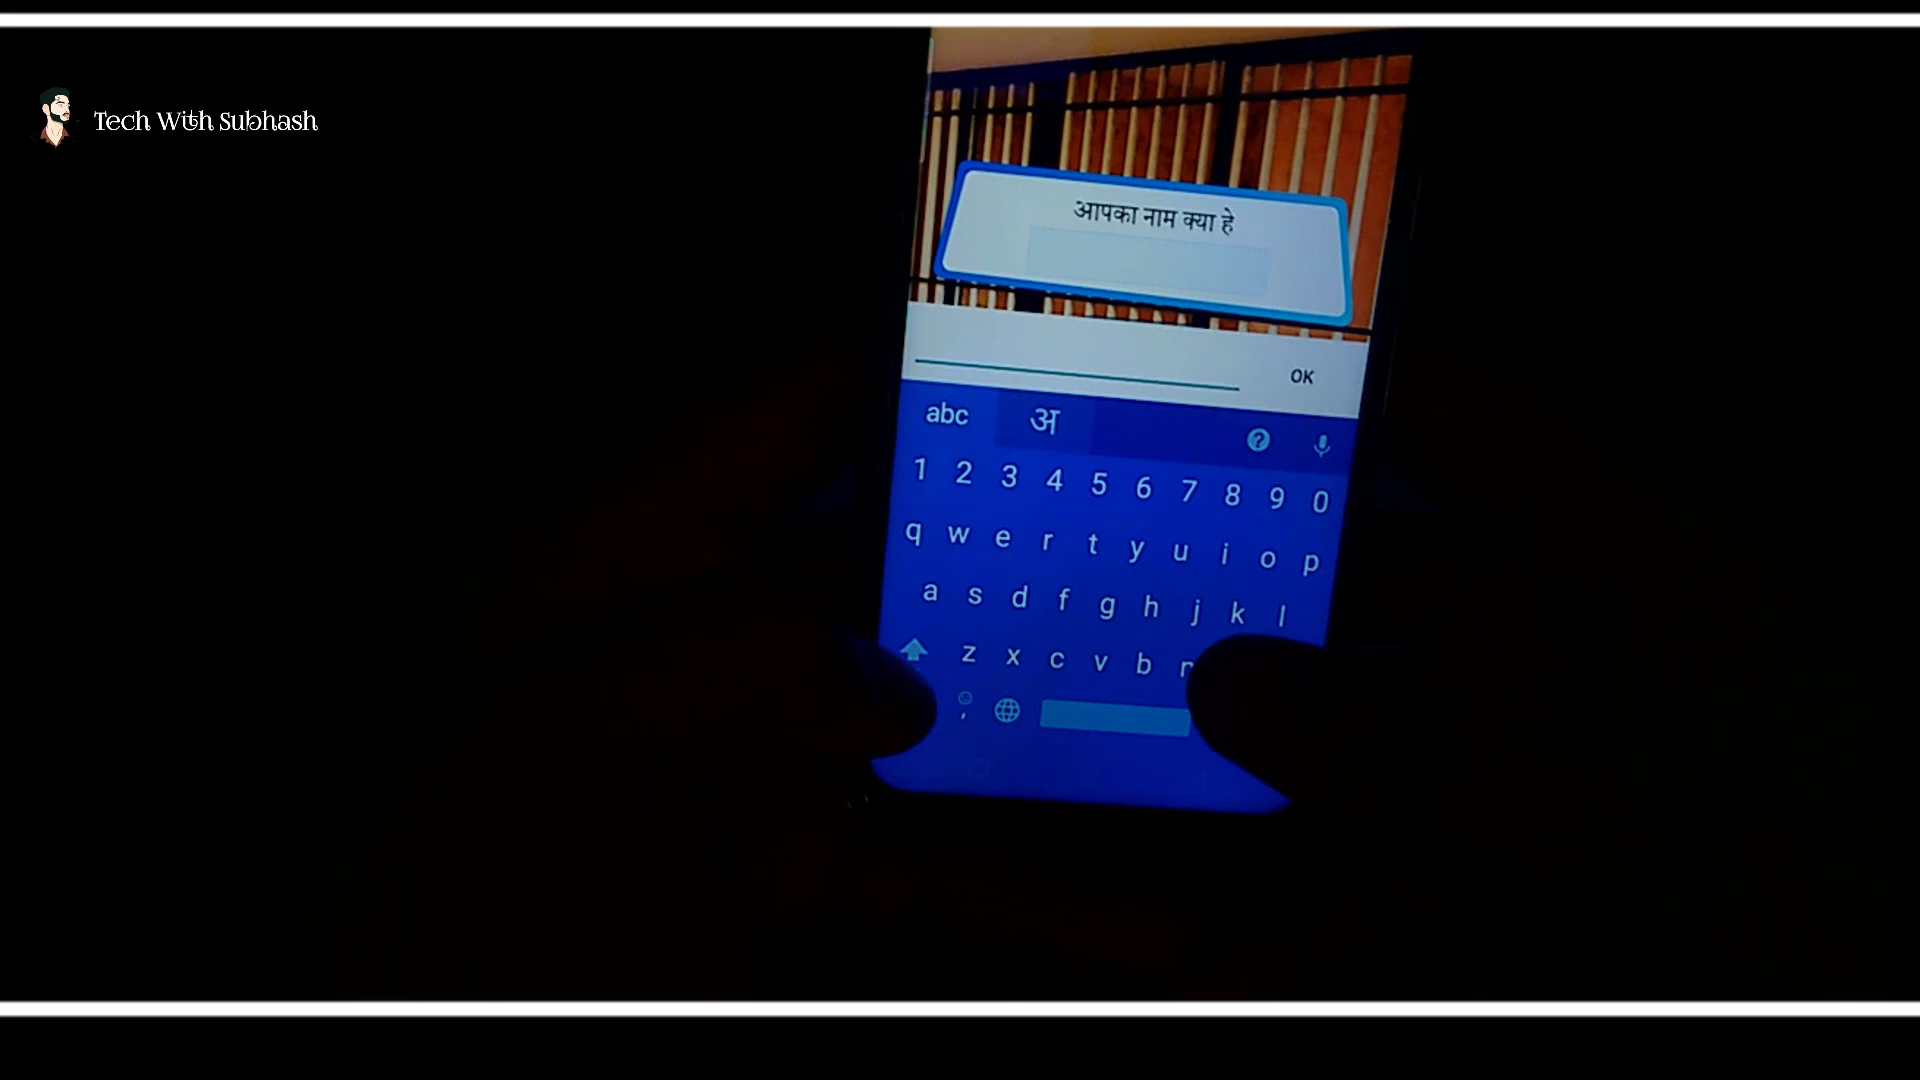 Tech With Subhash
आपका नाम क्या हे
OK
abc अ
1 2 3 4 5 6 7 8 9 0
q w e r t y u i o p
a s d f g h j k l
z x c v b
,